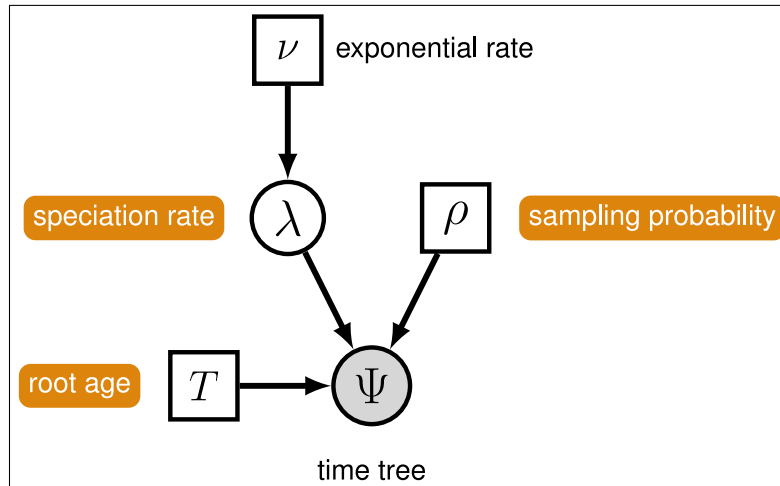 ν exponential rate
speciation rate λ ρ sampling probability
root age T Ψ
time tree